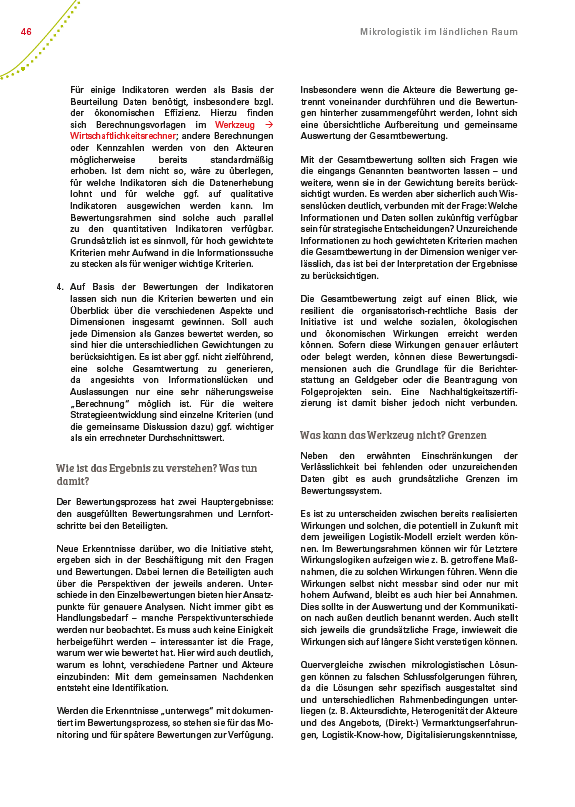 46
Mikrologistik im ländlichen Raum
Für einige Indikatoren werden als Basis der
Beurteilung Daten benötigt, insbesondere bzgl.
der ökonomischen Effizienz. Hierzu finden
sich Berechnungsvorlagen im Werkzeug →
Wirtschaftlichkeitsrechner; andere Berechnungen
oder Kennzahlen werden von den Akteuren
möglicherweise bereits standardmäßig
erhoben. Ist dem nicht so, wäre zu überlegen,
für welche Indikatoren sich die Datenerhebung
lohnt und für welche ggf. auf qualitative
Indikatoren ausgewichen werden kann. Im
Bewertungsrahmen sind solche auch parallel
zu den quantitativen Indikatoren verfügbar.
Grundsätzlich ist es sinnvoll, für hoch gewichtete
Kriterien mehr Aufwand in die Informationssuche
zu stecken als für weniger wichtige Kriterien.
4. Auf Basis der Bewertungen der Indikatoren
lassen sich nun die Kriterien bewerten und ein
Überblick über die verschiedenen Aspekte und
Dimensionen insgesamt gewinnen. Soll auch
jede Dimension als Ganzes bewertet werden, so
sind hier die unterschiedlichen Gewichtungen zu
berücksichtigen. Es ist aber ggf. nicht zielführend,
eine solche Gesamtwertung zu generieren,
da angesichts von Informationslücken und
Auslassungen nur eine sehr näherungsweise
„Berechnung" möglich ist. Für die weitere
Strategieentwicklung sind einzelne Kriterien (und
die gemeinsame Diskussion dazu) ggf. wichtiger
als ein errechneter Durchschnittswert.
Wie ist das Ergebnis zu verstehen? Was tun
damit?
Der Bewertungsprozess hat zwei Hauptergebnisse:
den ausgefüllten Bewertungsrahmen und Lernfort-
schritte bei den Beteiligten.
Neue Erkenntnisse darüber, wo die Initiative steht,
ergeben sich in der Beschäftigung mit den Fragen
und Bewertungen. Dabei lernen die Beteiligten auch
über die Perspektiven der jeweils anderen. Unter-
schiede in den Einzelbewertungen bieten hier Ansatz-
punkte für genauere Analysen. Nicht immer gibt es
Handlungsbedarf – manche Perspektivunterschiede
werden nur beobachtet. Es muss auch keine Einigkeit
herbeigeführt werden – interessanter ist die Frage,
warum wer wie bewertet hat. Hier wird auch deutlich,
warum es lohnt, verschiedene Partner und Akteure
einzubinden: Mit dem gemeinsamen Nachdenken
entsteht eine Identifikation.
Werden die Erkenntnisse „unterwegs" mit dokumen-
tiert im Bewertungsprozess, so stehen sie für das Mo-
nitoring und für spätere Bewertungen zur Verfügung.
Insbesondere wenn die Akteure die Bewertung ge-
trennt voneinander durchführen und die Bewertun-
gen hinterher zusammengeführt werden, lohnt sich
eine übersichtliche Aufbereitung und gemeinsame
Auswertung der Gesamtbewertung.
Mit der Gesamtbewertung sollten sich Fragen wie
die eingangs Genannten beantworten lassen – und
weitere, wenn sie in der Gewichtung bereits berück-
sichtigt wurden. Es werden aber sicherlich auch Wis-
senslücken deutlich, verbunden mit der Frage: Welche
Informationen und Daten sollen zukünftig verfügbar
sein für strategische Entscheidungen? Unzureichende
Informationen zu hoch gewichteten Kriterien machen
die Gesamtbewertung in der Dimension weniger ver-
lässlich, das ist bei der Interpretation der Ergebnisse
zu berücksichtigen.
Die Gesamtbewertung zeigt auf einen Blick, wie
resilient die organisatorisch-rechtliche Basis der
Initiative ist und welche sozialen, ökologischen
und ökonomischen Wirkungen erreicht werden
können. Sofern diese Wirkungen genauer erläutert
oder belegt werden, können diese Bewertungsdi-
mensionen auch die Grundlage für die Berichter-
stattung an Geldgeber oder die Beantragung von
Folgeprojekten sein. Eine Nachhaltigkeitszertifi-
zierung ist damit bisher jedoch nicht verbunden.
Was kann das Werkzeug nicht? Grenzen
Neben den erwähnten Einschränkungen der
Verlässlichkeit bei fehlenden oder unzureichenden
Daten gibt es auch grundsätzliche Grenzen im
Bewertungssystem.
Es ist zu unterscheiden zwischen bereits realisierten
Wirkungen und solchen, die potentiell in Zukunft mit
dem jeweiligen Logistik-Modell erzielt werden kön-
nen. Im Bewertungsrahmen können wir für Letztere
Wirkungslogiken aufzeigen wie z. B. getroffene Maß-
nahmen, die zu solchen Wirkungen führen. Wenn die
Wirkungen selbst nicht messbar sind oder nur mit
hohem Aufwand, bleibt es auch hier bei Annahmen.
Dies sollte in der Auswertung und der Kommunikati-
on nach außen deutlich benannt werden. Auch stellt
sich jeweils die grundsätzliche Frage, inwieweit die
Wirkungen sich auf längere Sicht verstetigen können.
Quervergleiche zwischen mikrologistischen Lösun-
gen können zu falschen Schlussfolgerungen führen,
da die Lösungen sehr spezifisch ausgestaltet sind
und unterschiedlichen Rahmenbedingungen unter-
liegen (z. B. Akteursdichte, Heterogenität der Akteure
und des Angebots, (Direkt-) Vermarktungserfahrun-
gen, Logistik-Know-how, Digitalisierungskenntnisse,